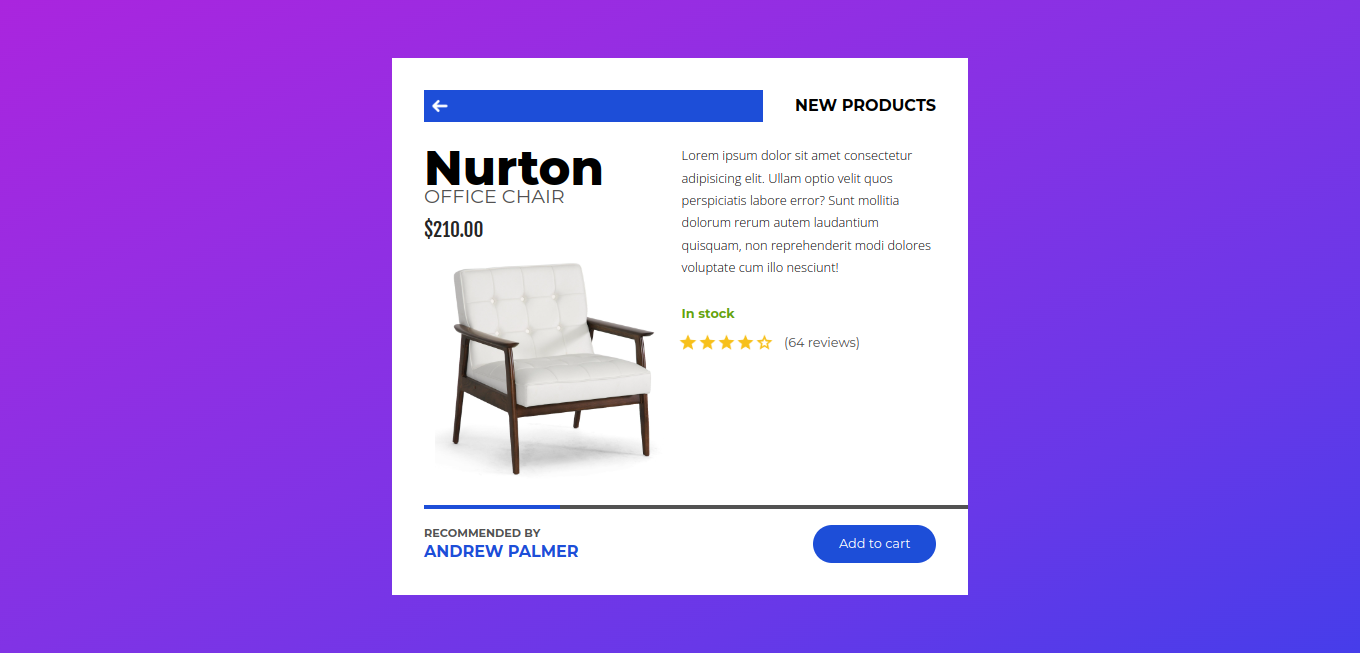 NEW PRODUCTS
Nurton
OFFICE CHAIR
$210.00
Lorem ipsum dolor sit amet consectetur
adipisicing elit. Ullam optio velit quos
perspiciatis labore error? Sunt mollitia
dolorum rerum autem laudantium
quisquam, non reprehenderit modi dolores
voluptate cum illo nesciunt!
In stock
(64 reviews)
RECOMMENDED BY
ANDREW PALMER
Add to cart